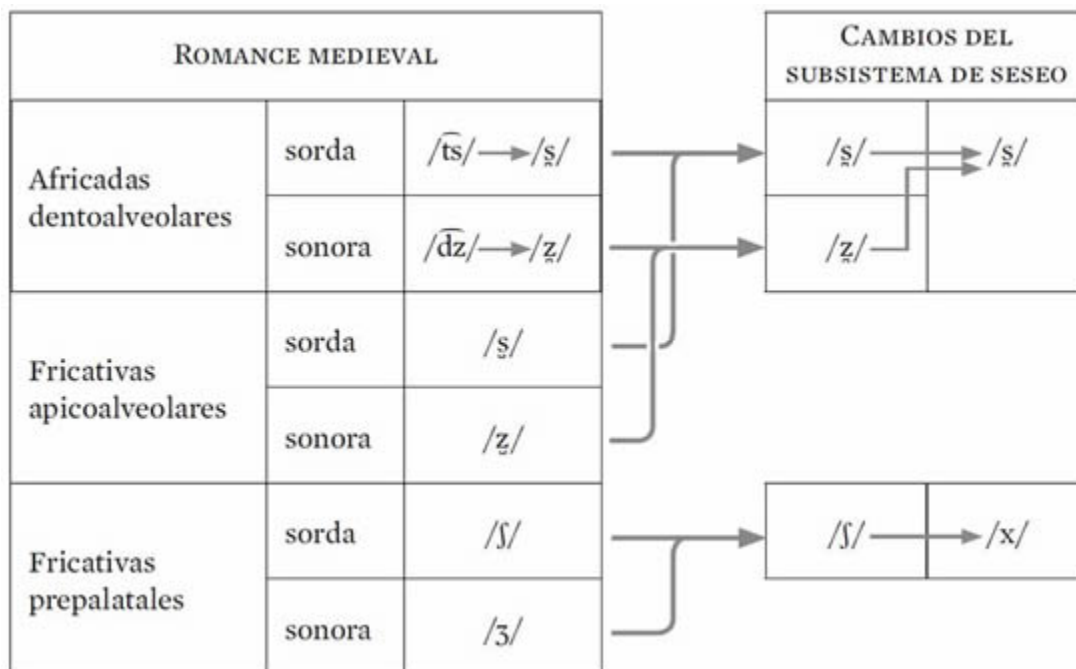 ROMANCE MEDIEVAL
CAMBIOS DEL
SUBSISTEMA DE SESEO
Africadas
dentoalveolares
sorda
/t͡s/ → /s̪/
/s̪/ → /s̪/
sonora
/d͡z/ → /z̪/
/z̪/
Fricativas
apicoalveolares
sorda
/s̺/
sonora
/z̺/
Fricativas
prepalatales
sorda
/ʃ/
/ʃ/ → /x/
sonora
/ʒ/